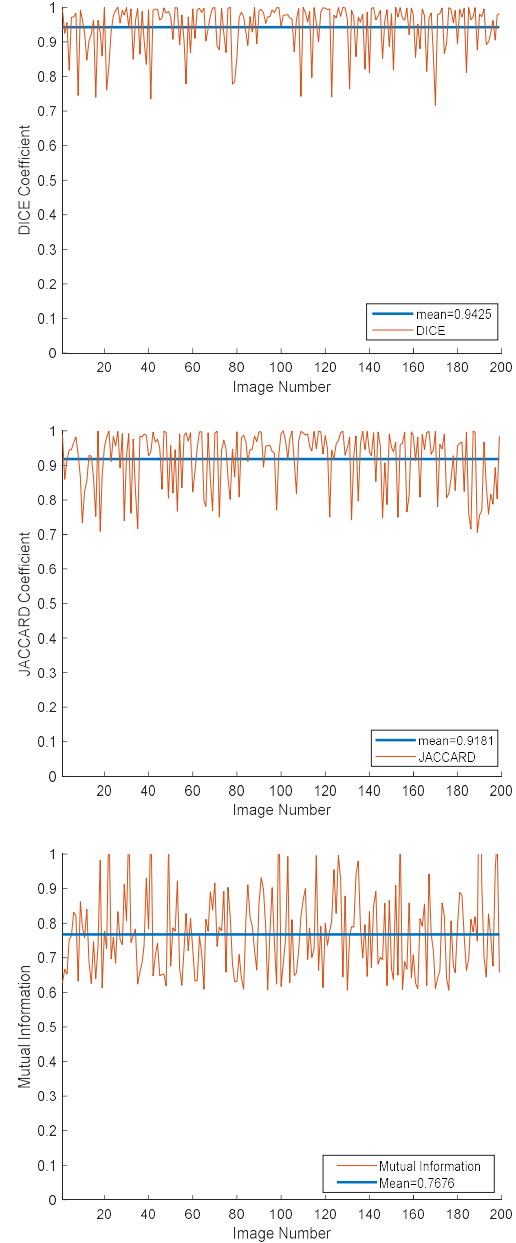 1
0.9
0.8
0.7
0.6
0.5
0.4
0.3
0.2
0.1
0
DICE Coefficient
mean=0.9425
DICE
20 40 60 80 100 120 140 160 180 200
Image Number
1
0.9
0.8
0.7
0.6
0.5
0.4
0.3
0.2
0.1
0
JACCARD Coefficient
mean=0.9181
JACCARD
20 40 60 80 100 120 140 160 180 200
Image Number
1
0.9
0.8
0.7
0.6
0.5
0.4
0.3
0.2
0.1
0
Mutual Information
Mutual Information
Mean=0.7676
20 40 60 80 100 120 140 160 180 200
Image Number